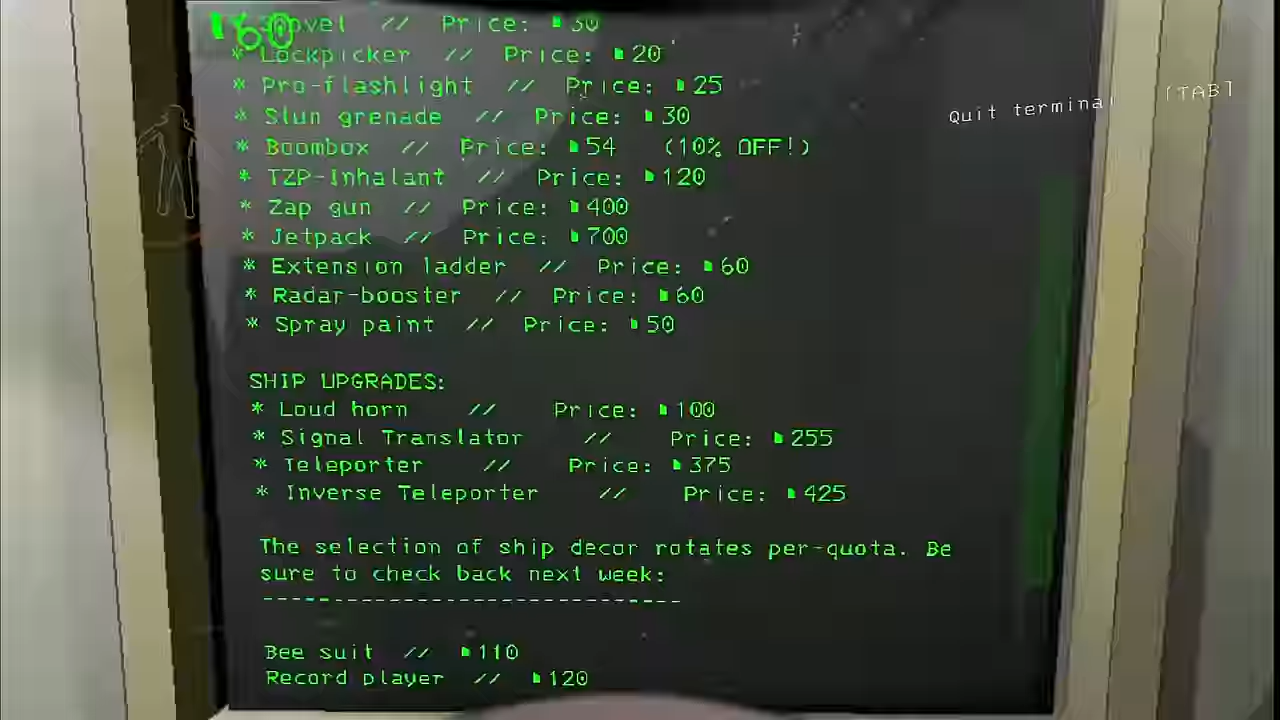 ▮60
* Shovel // Price: ▮30
* Lockpicker // Price: ▮20
* Pro-flashlight // Price: ▮25
* Stun grenade // Price: ▮30
* Boombox // Price: ▮54 (10% OFF!)
* TZP-Inhalant // Price: ▮120
* Zap gun // Price: ▮400
* Jetpack // Price: ▮700
* Extension ladder // Price: ▮60
* Radar-booster // Price: ▮60
* Spray paint // Price: ▮50
Quit terminal [TAB]
SHIP UPGRADES:
* Loud horn // Price: ▮100
* Signal Translator // Price: ▮255
* Teleporter // Price: ▮375
* Inverse Teleporter // Price: ▮425
The selection of ship decor rotates per-quota. Be
sure to check back next week:
------------------------------
Bee suit // ▮110
Record player // ▮120